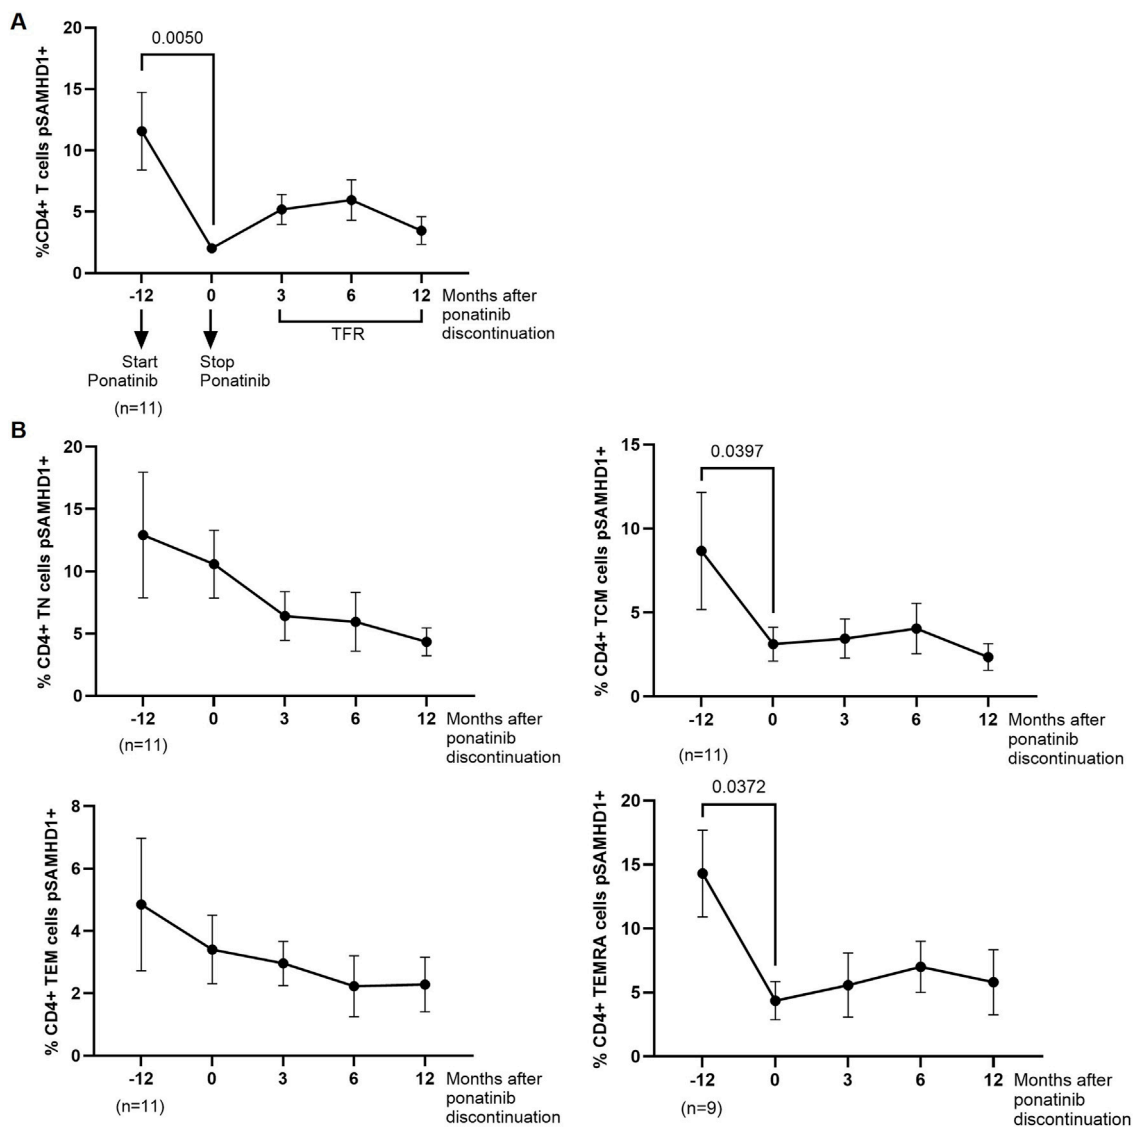 A
%CD4+ T cells pSAMHD1+
20
15
10
5
0
0.0050
-12
0
3
6
12
Months after
ponatinib
discontinuation
TFR
Start
Ponatinib
Stop
Ponatinib
(n=11)
B
% CD4+ TN cells pSAMHD1+
20
15
10
5
0
-12
0
3
6
12
Months after
ponatinib
discontinuation
(n=11)
% CD4+ TCM cells pSAMHD1+
15
10
5
0
0.0397
-12
0
3
6
12
Months after
ponatinib
discontinuation
(n=11)
% CD4+ TEM cells pSAMHD1+
8
6
4
2
0
-12
0
3
6
12
Months after
ponatinib
discontinuation
(n=11)
% CD4+ TEMRA cells pSAMHD1+
20
15
10
5
0
0.0372
-12
0
3
6
12
Months after
ponatinib
discontinuation
(n=9)